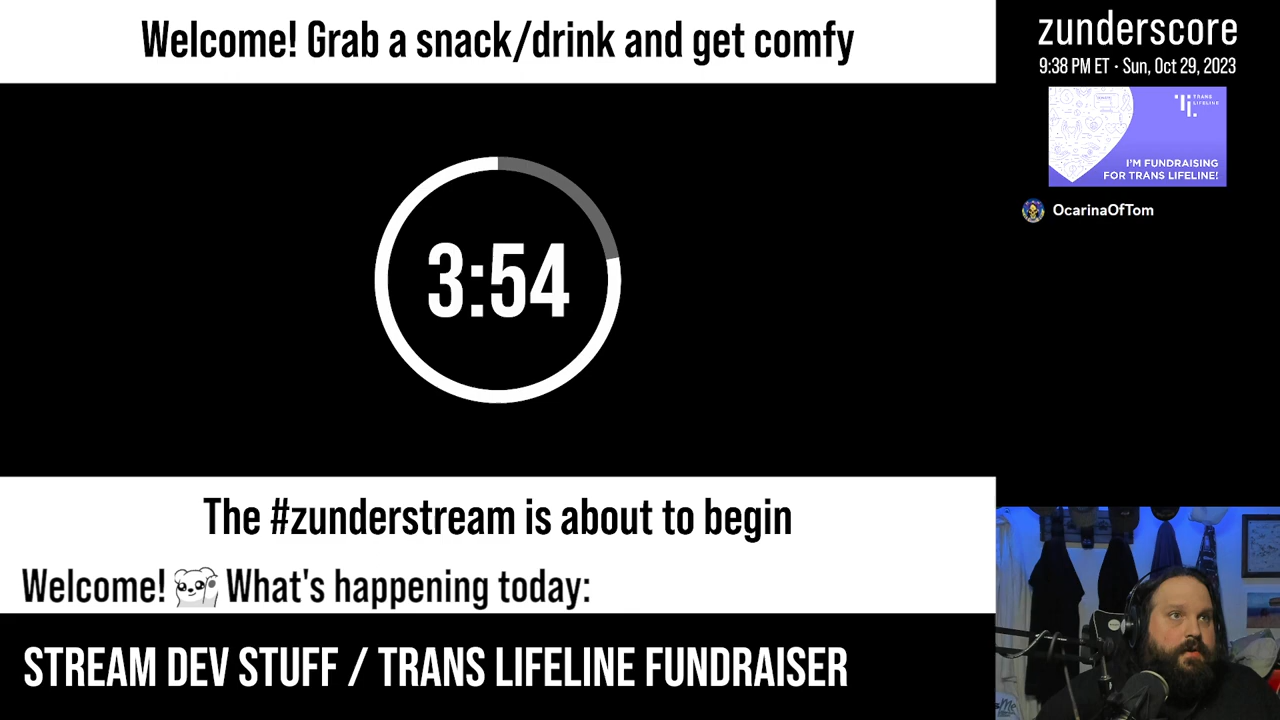 Welcome! Grab a snack/drink and get comfy
3:54
The #zunderstream is about to begin
Welcome! What's happening today:
STREAM DEV STUFF / TRANS LIFELINE FUNDRAISER
zunderscore
9:38 PM ET · Sun, Oct 29, 2023
TRANS
LIFELINE
I'M FUNDRAISING
FOR TRANS LIFELINE!
OcarinaOfTom